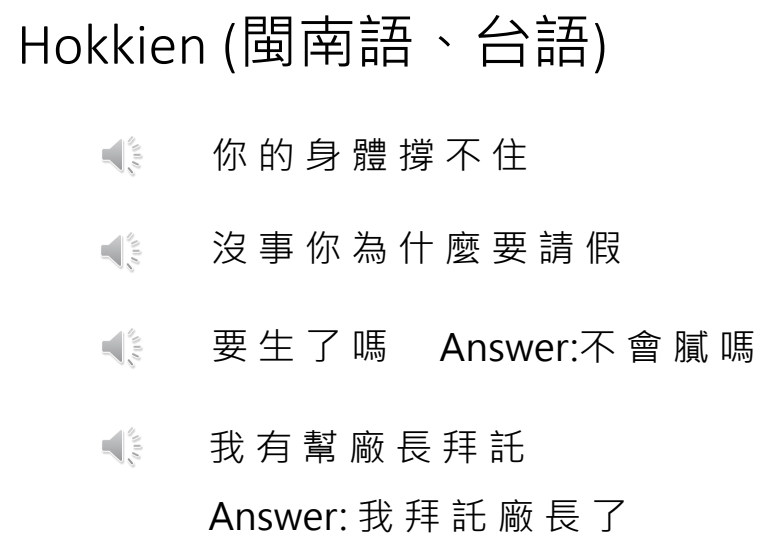 Hokkien (閩南語、台語)
你的身體撐不住
沒事你為什麼要請假
要生了嗎 Answer:不會膩嗎
我有幫廠長拜託
Answer: 我拜託廠長了